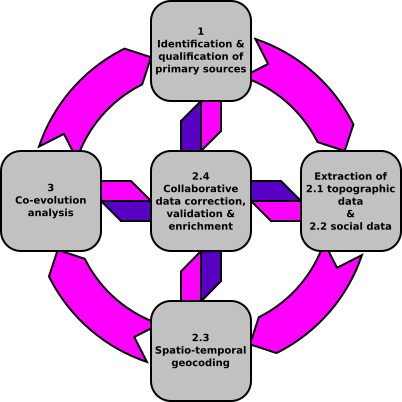 1
Identification &
qualification of
primary sources
3
Co-evolution
analysis
2.4
Collaborative
data correction,
validation &
enrichment
Extraction of
2.1 topographic
data
&
2.2 social data
2.3
Spatio-temporal
geocoding